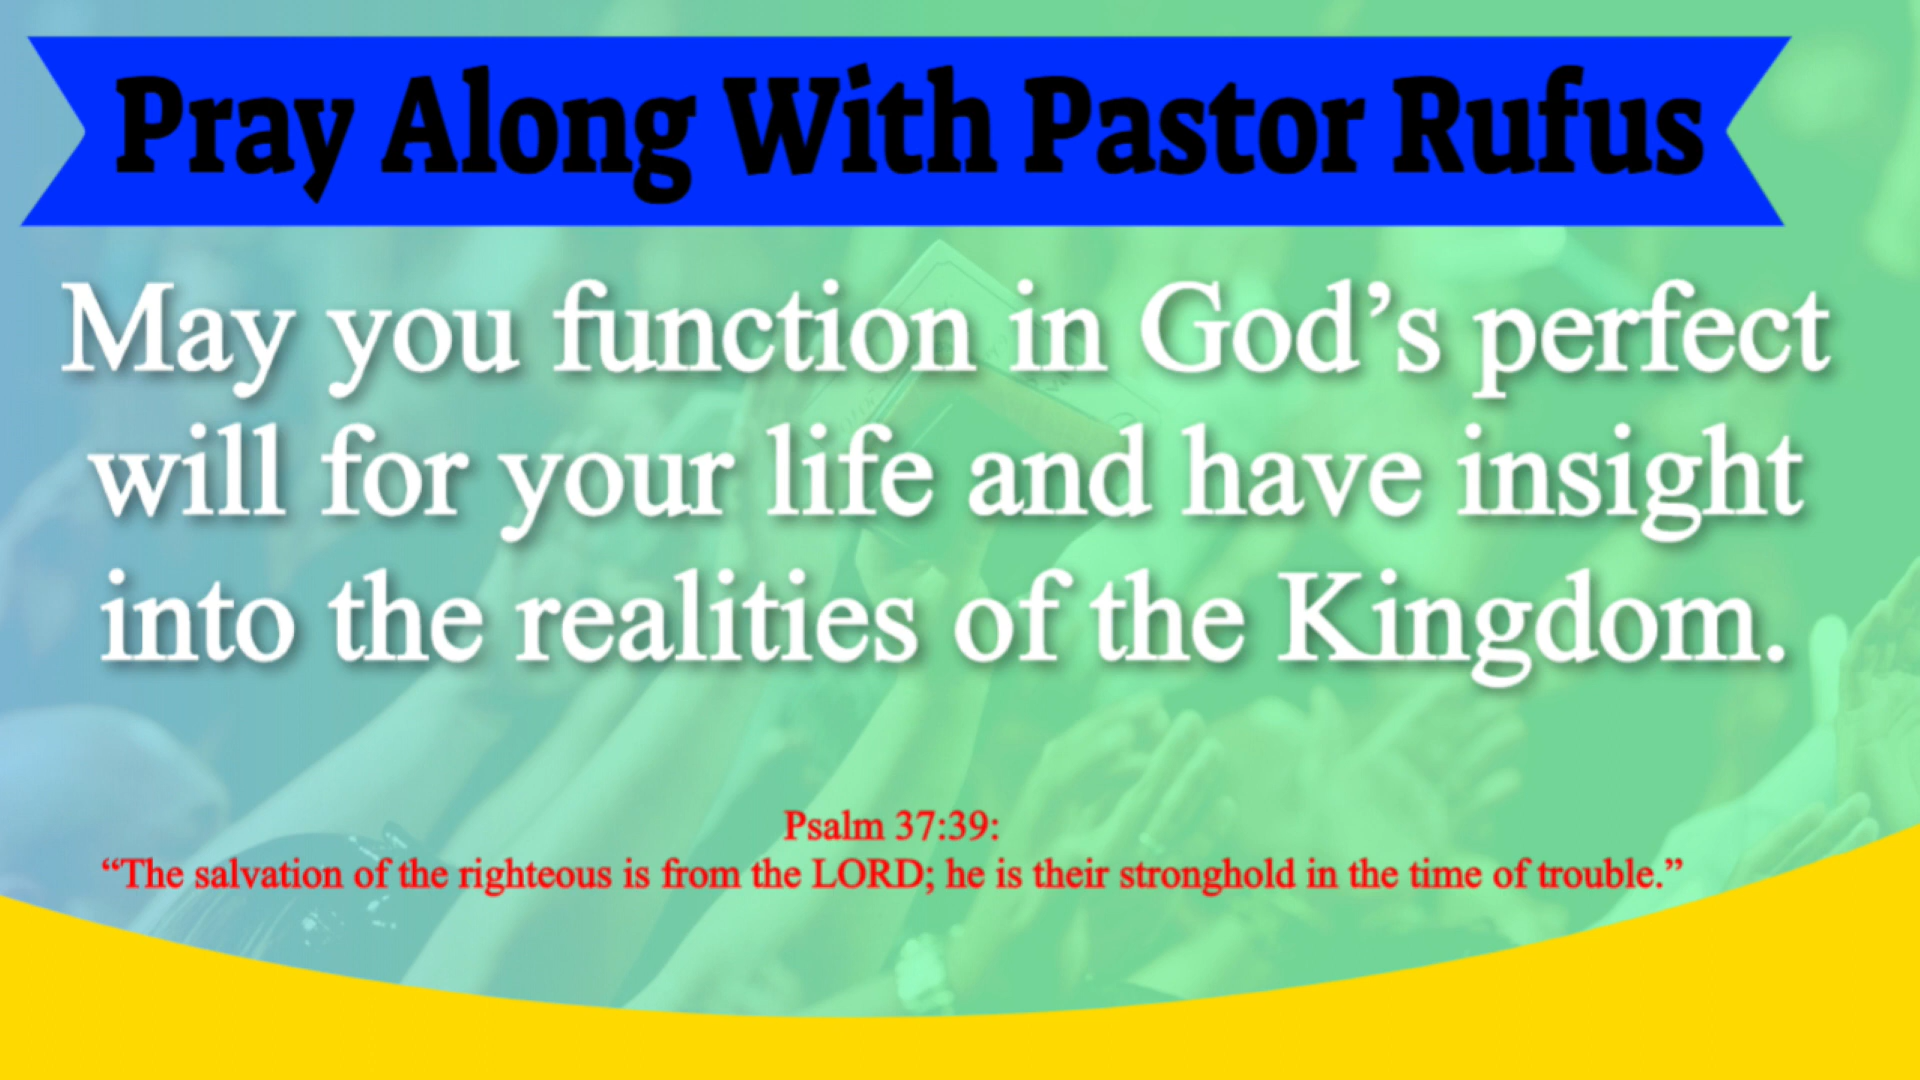 Pray Along With Pastor Rufus
May you function in God’s perfect
will for your life and have insight
into the realities of the Kingdom.
Psalm 37:39:
“The salvation of the righteous is from the LORD; he is their stronghold in the time of trouble.”